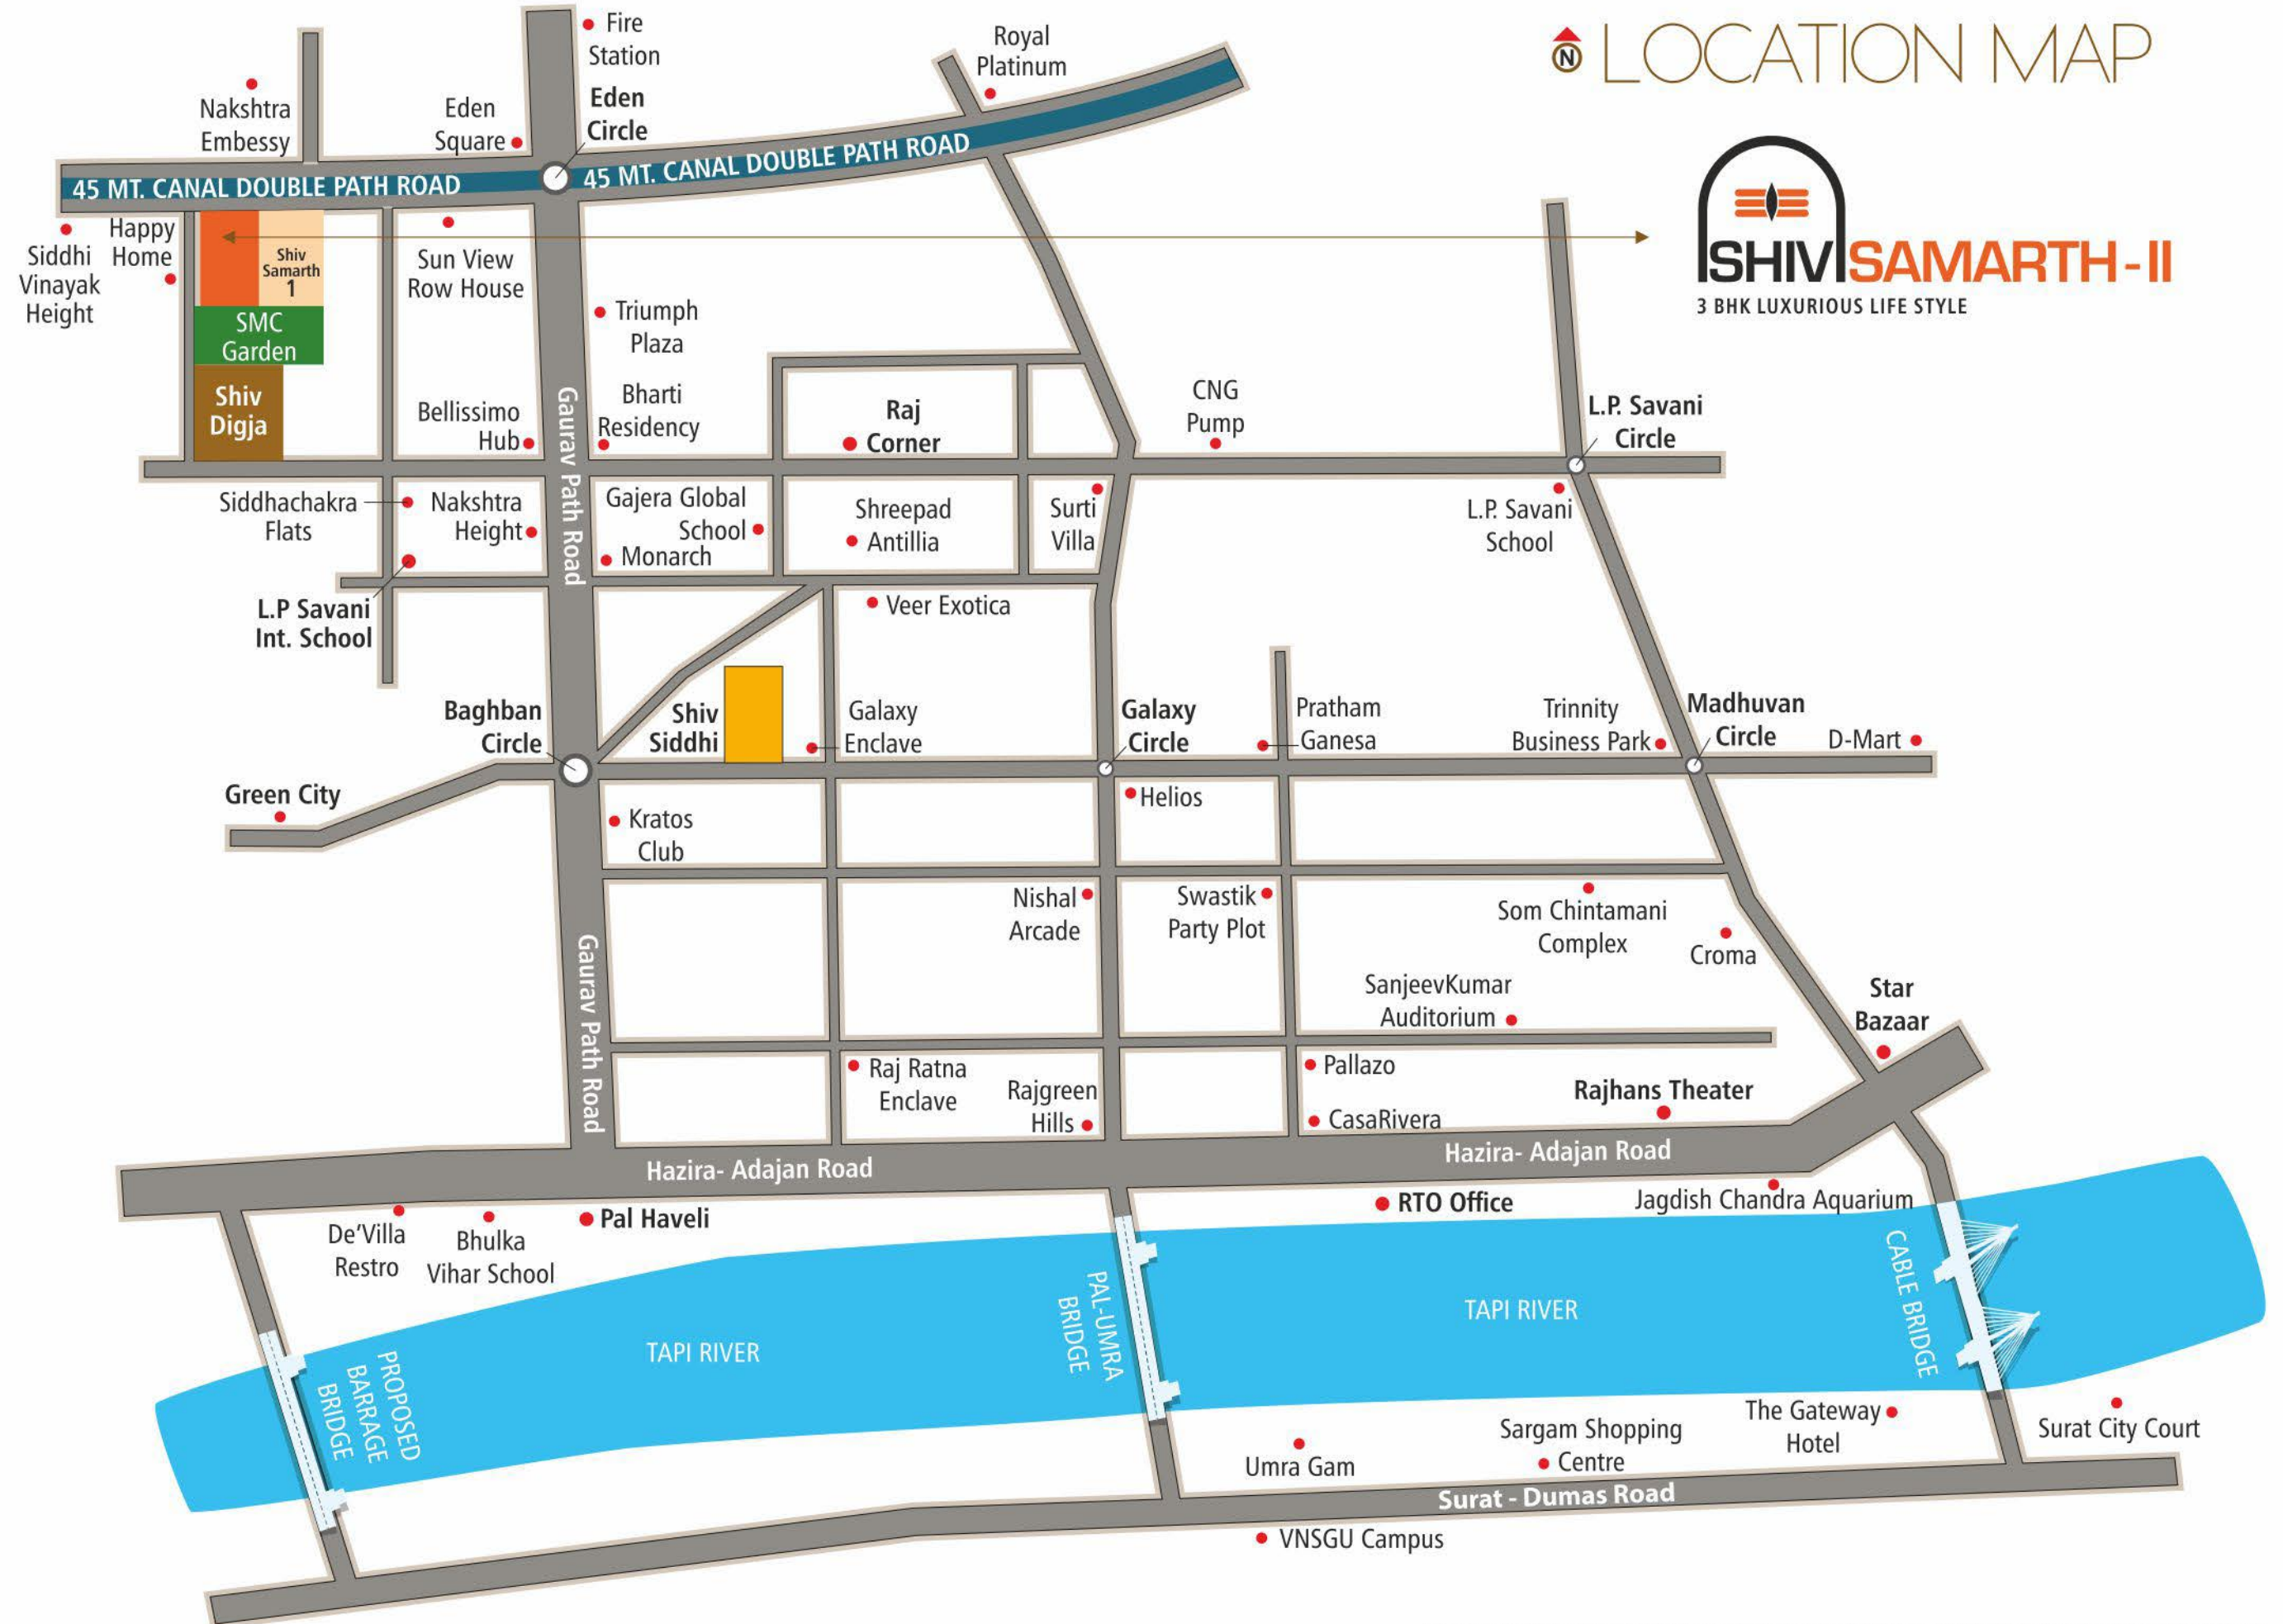 N LOCATION MAP
SHIV SAMARTH - II
3 BHK LUXURIOUS LIFE STYLE
Fire
Station
Royal
Platinum
Nakshtra
Embessy
Eden
Square
Eden
Circle
45 MT. CANAL DOUBLE PATH ROAD
45 MT. CANAL DOUBLE PATH ROAD
Siddhi
Vinayak
Height
Happy
Home
Shiv
Samarth
1
SMC
Garden
Shiv
Digja
Sun View
Row House
Triumph
Plaza
Bellissimo
Hub
Gaurav Path Road
Bharti
Residency
Raj
Corner
CNG
Pump
L.P. Savani
Circle
Siddhachakra
Flats
Nakshtra
Height
Gajera Global
School
Monarch
Shreepad
Antillia
Surti
Villa
L.P. Savani
School
L.P Savani
Int. School
Veer Exotica
Baghban
Circle
Shiv
Siddhi
Galaxy
Enclave
Galaxy
Circle
Pratham
Ganesa
Trinnity
Business Park
Madhuvan
Circle
D-Mart
Green City
Kratos
Club
Helios
Nishal
Arcade
Swastik
Party Plot
Som Chintamani
Complex
Croma
Gaurav Path Road
SanjeevKumar
Auditorium
Star
Bazaar
Raj Ratna
Enclave
Rajgreen
Hills
Pallazo
CasaRivera
Rajhans Theater
Hazira- Adajan Road
Hazira- Adajan Road
De'Villa
Restro
Bhulka
Vihar School
Pal Haveli
RTO Office
Jagdish Chandra Aquarium
PROPOSED
BARRAGE
BRIDGE
TAPI RIVER
PAL-UMRA
BRIDGE
TAPI RIVER
CABLE BRIDGE
Umra Gam
Sargam Shopping
Centre
The Gateway
Hotel
Surat City Court
Surat - Dumas Road
VNSGU Campus